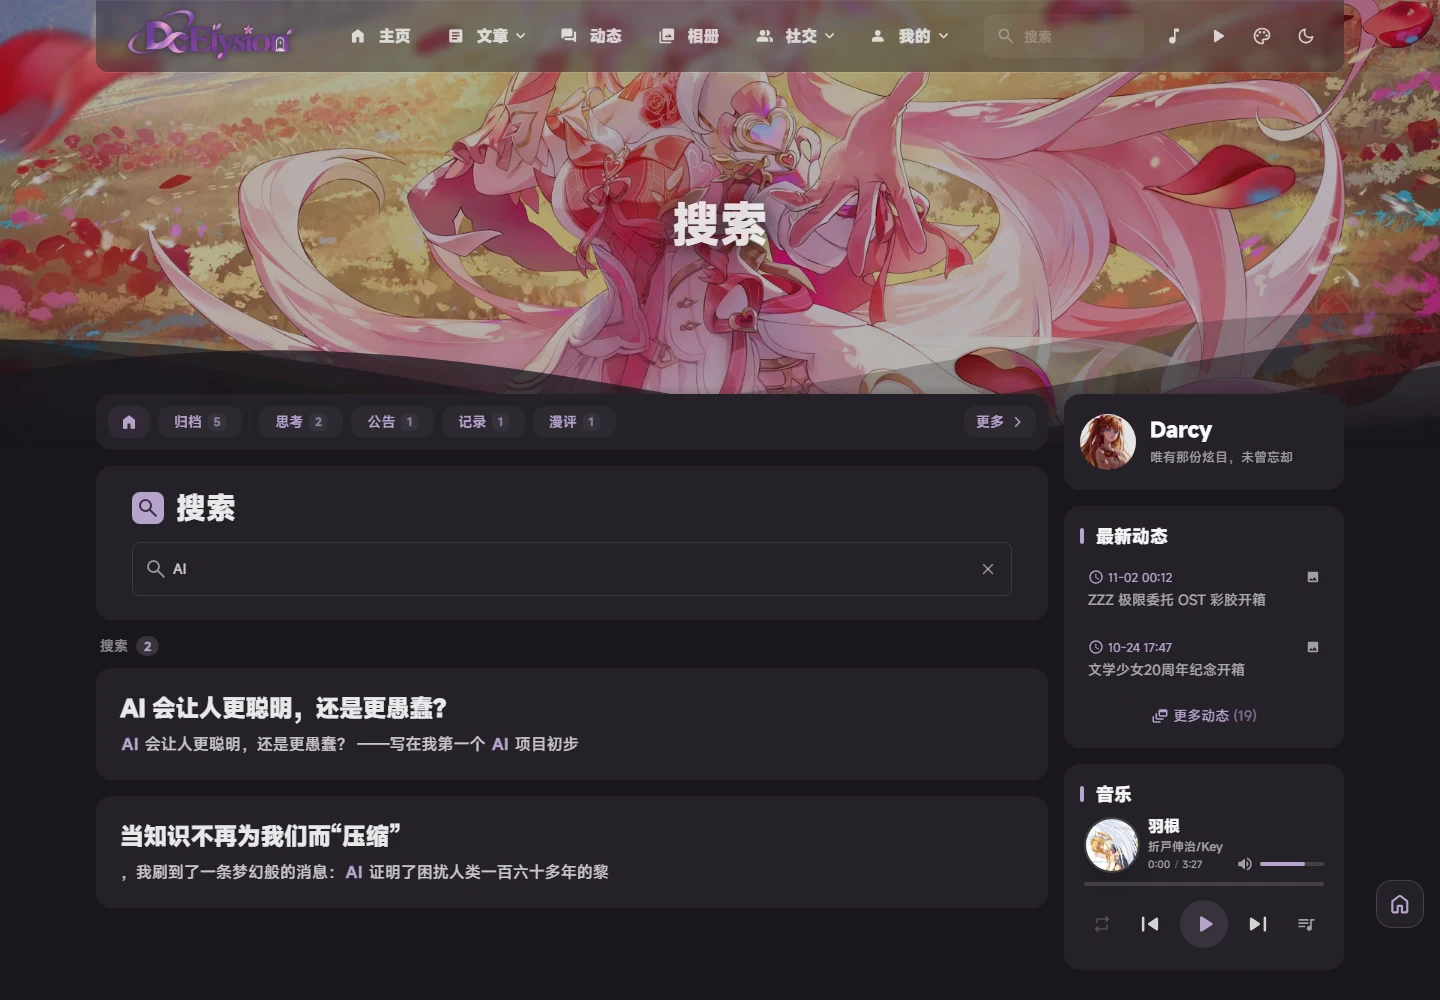 DcElysion
主页
文章
动态
相册
社交
我的
搜索
搜索
归档 5
思考 2
公告 1
记录 1
漫评 1
更多
搜索
AI
搜索 2
AI 会让人更聪明，还是更愚蠢？
AI 会让人更聪明，还是更愚蠢？ ——写在我第一个 AI 项目初步
当知识不再为我们而“压缩”
，我刷到了一条梦幻般的消息：AI 证明了困扰人类一百六十多年的黎
Darcy
唯有那份炫目，未曾忘却
最新动态
11-02 00:12
ZZZ 极限委托 OST 彩胶开箱
10-24 17:47
文学少女20周年纪念开箱
更多动态 (19)
音乐
羽根
折戸伸治/Key
0:00 / 3:27